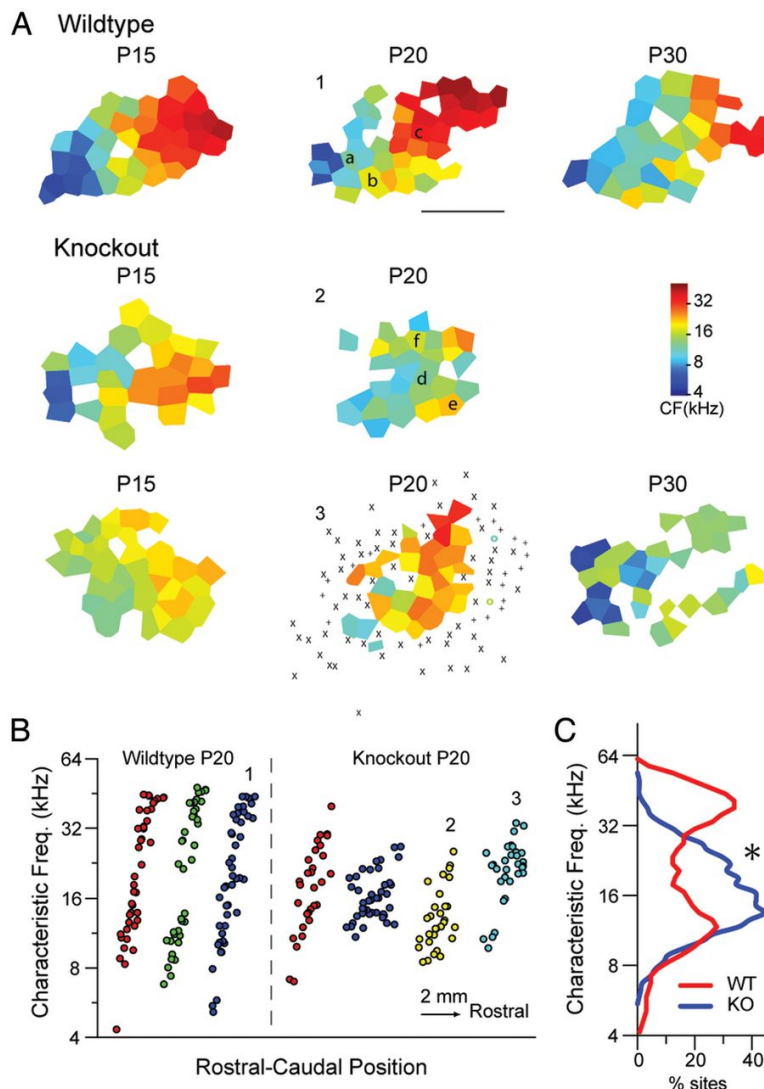 A Wildtype
P15 P20 P30
1
c
a
b
Knockout
P15 P20
2
f
d
e
32
16
8
4
CF(kHz)
P15 P20 P30
3
B
Wildtype P20 Knockout P20
1 2 3
Characteristic Freq. (kHz)
64
32
16
8
4
2 mm
Rostral
Rostral-Caudal Position
C
Characteristic Freq. (kHz)
64
32
16
8
4
*
WT
KO
0 20 40
% sites